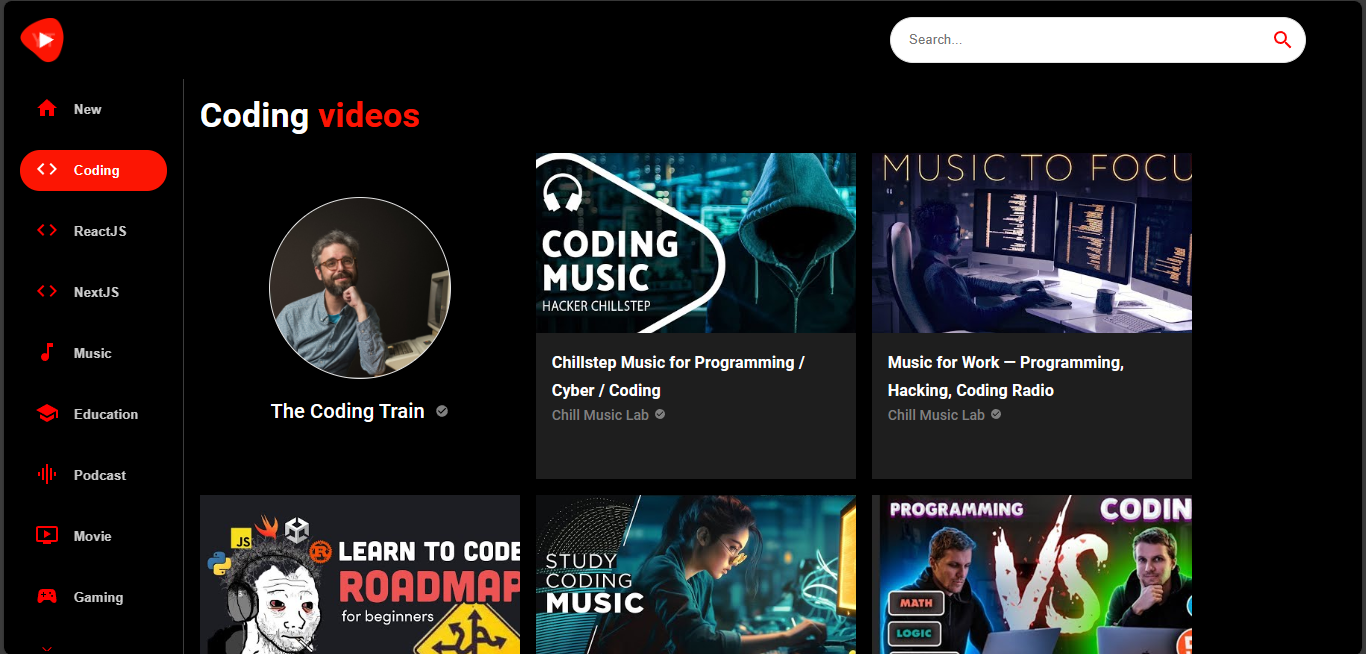 Search...
New
Coding
ReactJS
NextJS
Music
Education
Podcast
Movie
Gaming
Coding videos
The Coding Train
CODING
MUSIC
HACKER CHILLSTEP
Chillstep Music for Programming /
Cyber / Coding
Chill Music Lab
MUSIC TO FOCU
Music for Work — Programming,
Hacking, Coding Radio
Chill Music Lab
JS
LEARN TO CODE
ROADMAP
for beginners
STUDY
CODING
MUSIC
PROGRAMMING
CODIN
VS
MATH
LOGIC